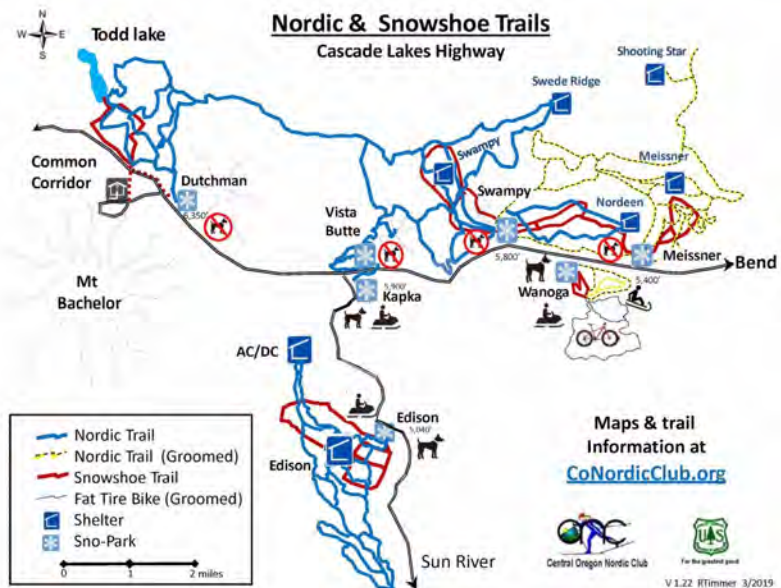 Nordic & Snowshoe Trails
Cascade Lakes Highway
N
W E
S
Todd lake
Shooting Star
Swede Ridge
Swampy
Meissner
Common
Corridor
Dutchman
6,350'
Swampy
Nordeen
Vista
Butte
5,800'
Meissner
Bend
Mt
Bachelor
5,900'
Kapka
Wanoga
5,400'
AC/DC
Edison
5,040'
Edison
Maps & trail
Information at
CoNordicClub.org
Nordic Trail
Nordic Trail (Groomed)
Snowshoe Trail
Fat Tire Bike (Groomed)
Shelter
Sno-Park
0 1 2 miles
Sun River
Central Oregon Nordic Club
For the greatest good
V 1.22 RTimmer 3/2019